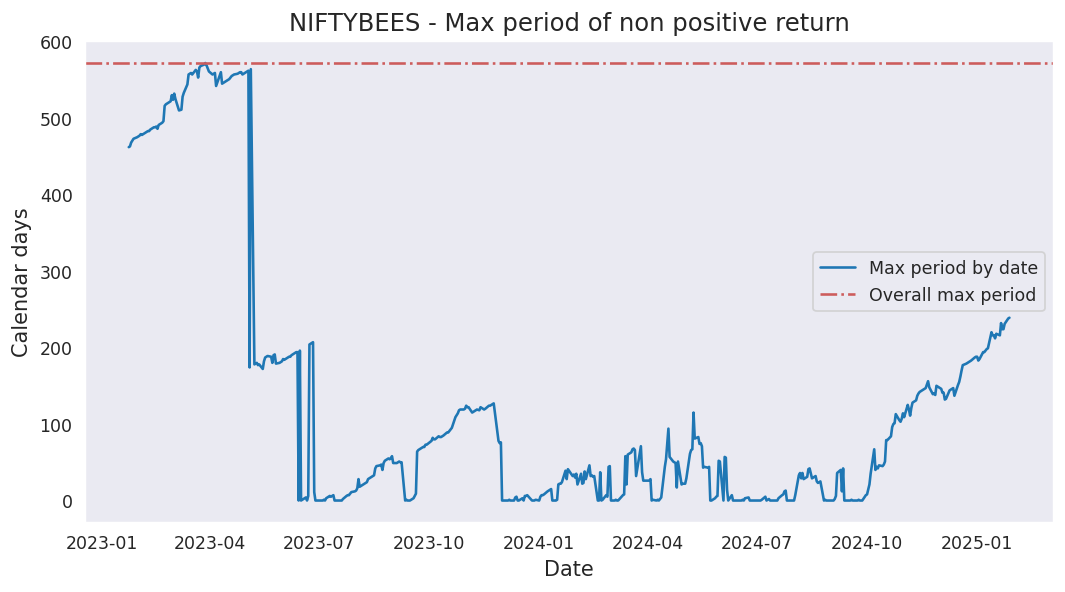 NIFTYBEES - Max period of non positive return
600
500
400
300
200
100
0
Calendar days
Max period by date
Overall max period
2023-01 2023-04 2023-07 2023-10 2024-01 2024-04 2024-07 2024-10 2025-01
Date